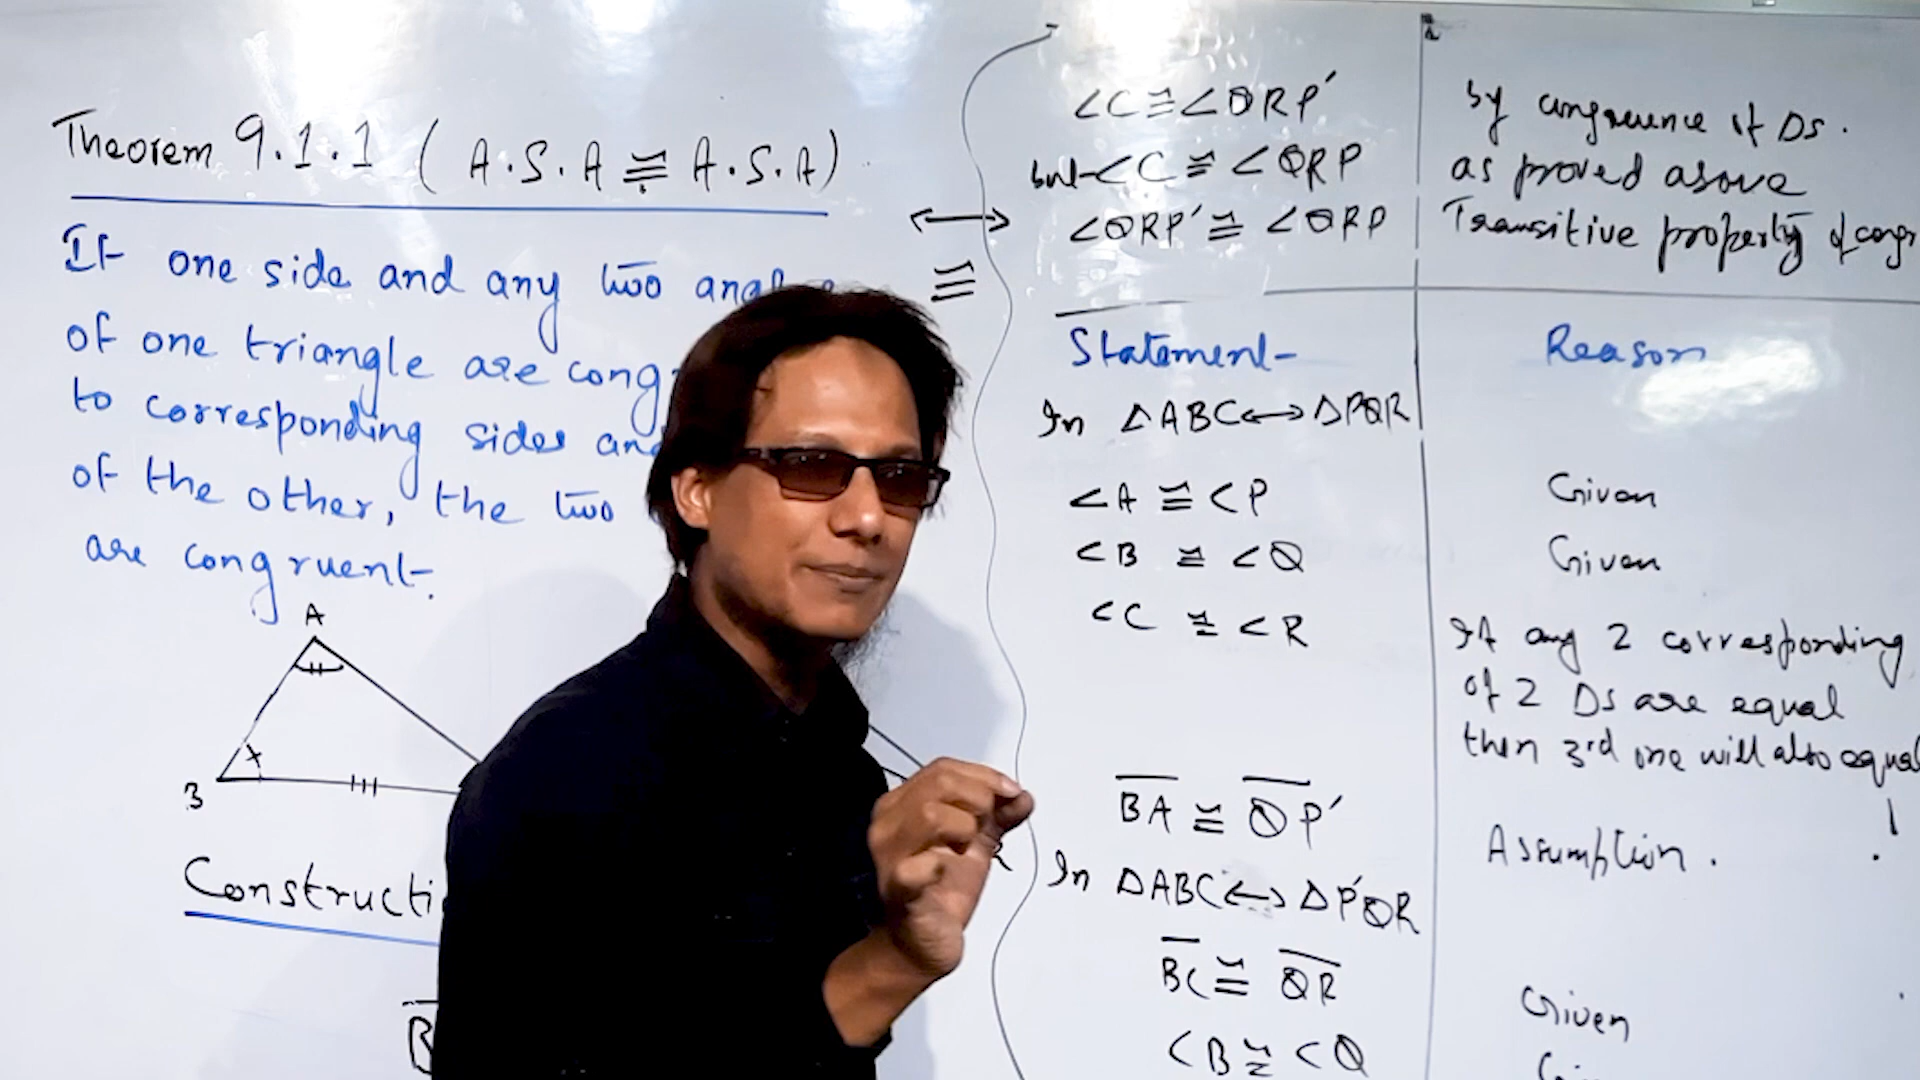 Theorem 9.1.1 ( A.S.A ≅ A.S.A)
If one side and any two
of one triangle are cong
to corresponding sides and
of the other, the two
are congruent.
A
B
Constructi
B
↔
≅
R
∠C ≅ ∠QRP′
but ∠C ≅ ∠QRP
∠QRP′ ≅ ∠QRP
by congruence of Δs.
as proved above
Transitive property of congr
Statement
Reason
In ΔABC ↔ ΔPQR
∠A ≅ ∠P
Given
∠B ≅ ∠Q
Given
∠C ≅ ∠R
If any 2 corresponding
of 2 Δs are equal
then 3rd one will also equal
BA ≅ QP′
Assumption.
In ΔABC ↔ ΔP′QR
BC ≅ QR
Given
∠B ≅ ∠Q